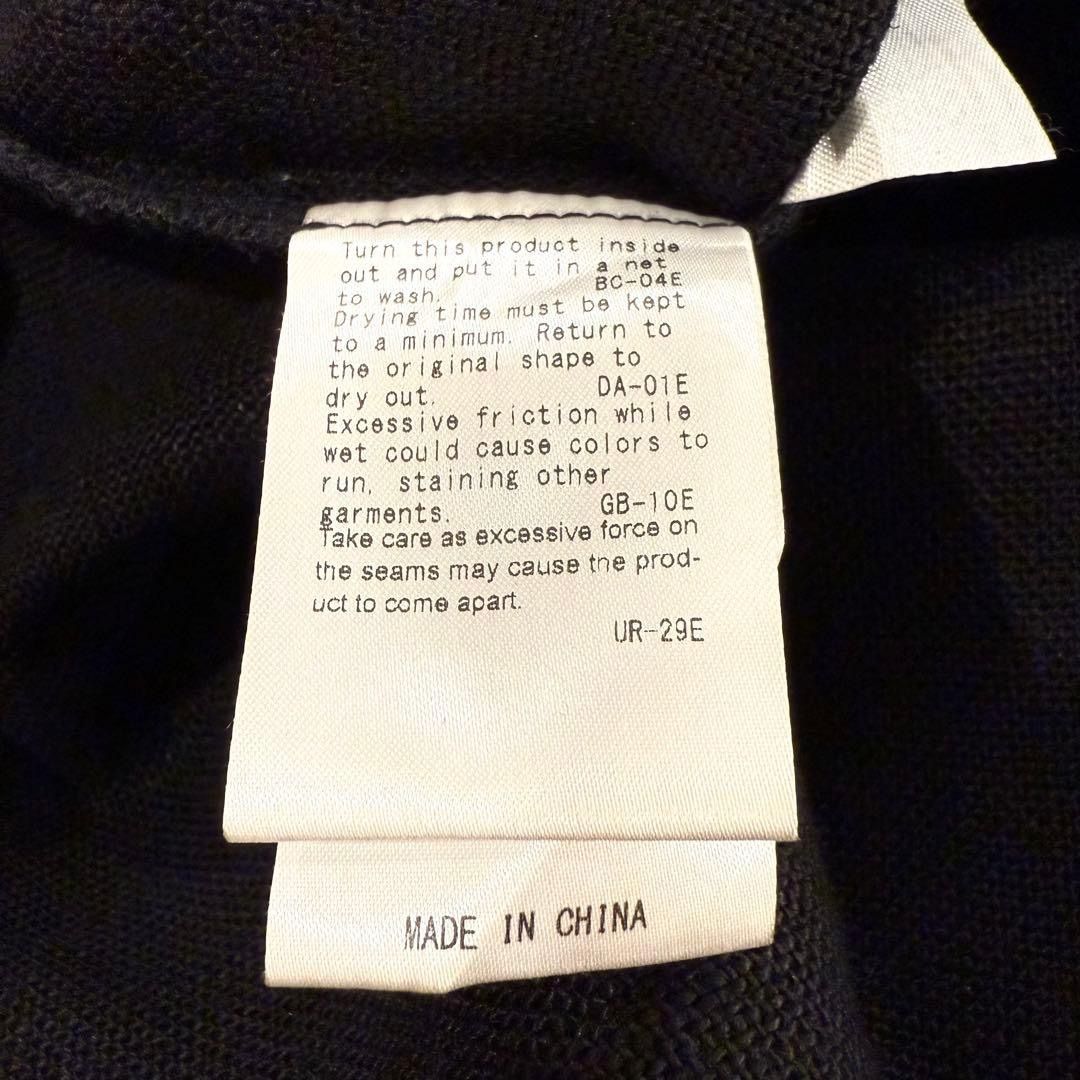 Turn this product inside
out and put it in a net
to wash. BC-04E
Drying time must be kept
to a minimum. Return to
the original shape to
dry out. DA-01E
Excessive friction while
wet could cause colors to
run, staining other
garments. GB-10E
Take care as excessive force on
the seams may cause the prod-
uct to come apart.
UR-29E
MADE IN CHINA